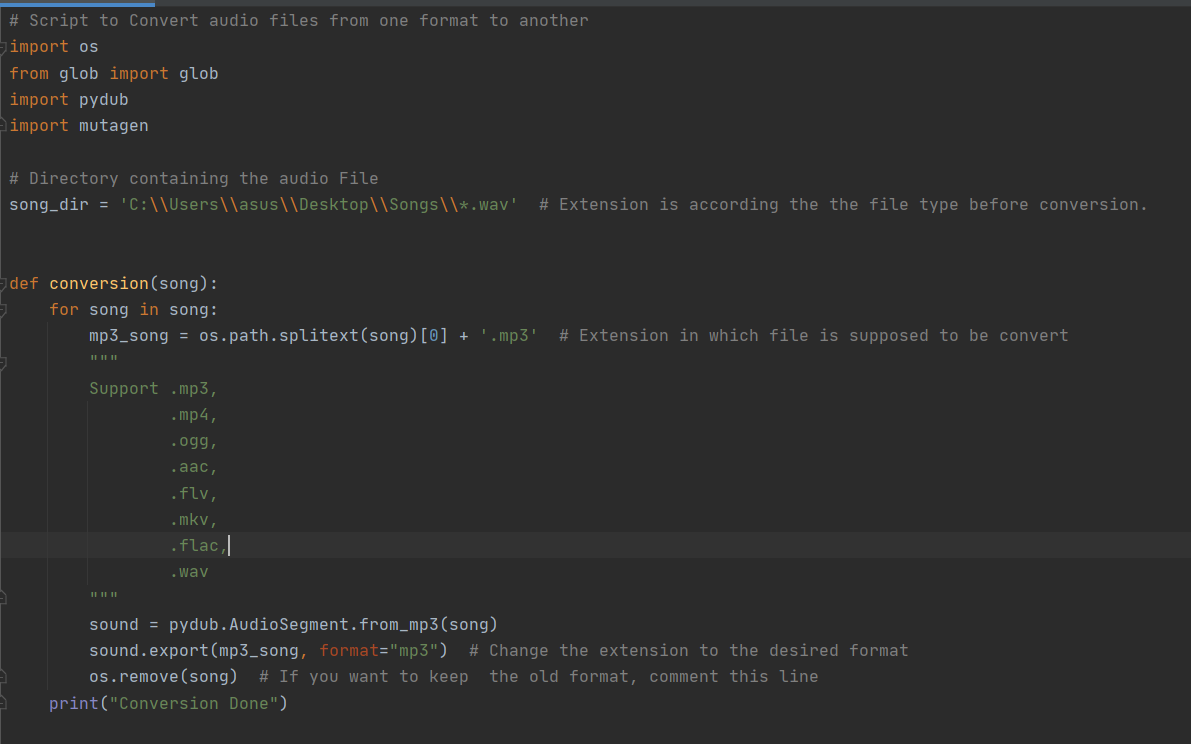 # Script to Convert audio files from one format to another
import os
from glob import glob
import pydub
import mutagen

# Directory containing the audio File
song_dir = 'C:\\Users\\asus\\Desktop\\Songs\\*.wav'  # Extension is according the the file type before conversion.


def conversion(song):
    for song in song:
        mp3_song = os.path.splitext(song)[0] + '.mp3'  # Extension in which file is supposed to be convert
        """
        Support .mp3,
                .mp4,
                .ogg,
                .aac,
                .flv,
                .mkv,
                .flac,
                .wav
        """
        sound = pydub.AudioSegment.from_mp3(song)
        sound.export(mp3_song, format="mp3")  # Change the extension to the desired format
        os.remove(song)  # If you want to keep  the old format, comment this line
    print("Conversion Done")